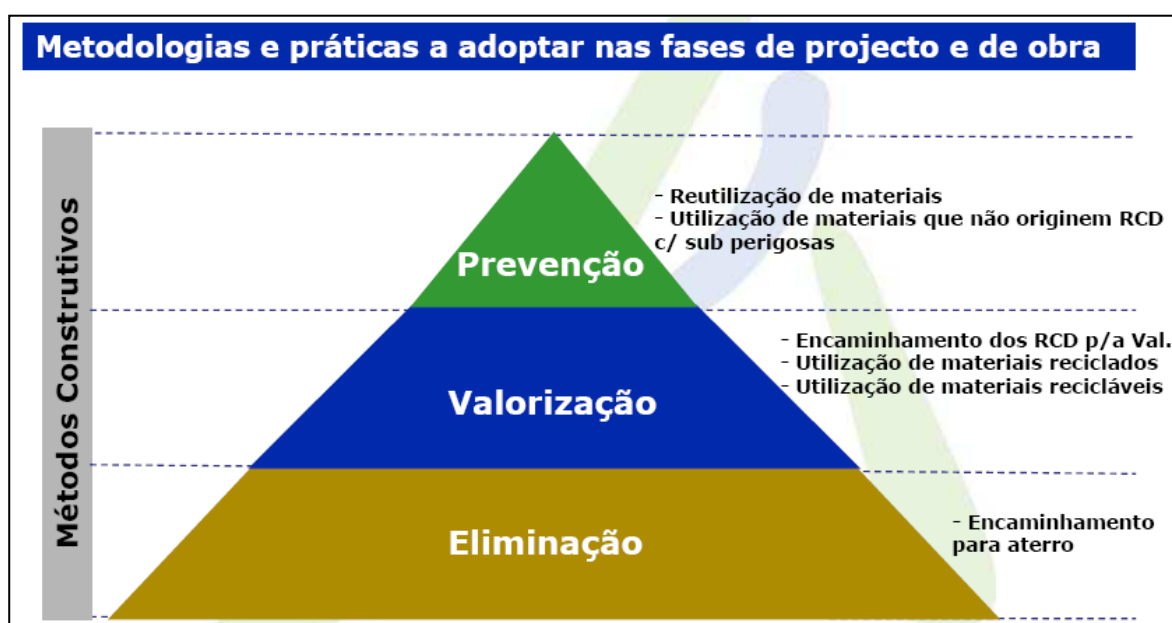 Metodologias e práticas a adoptar nas fases de projecto e de obra
Métodos Construtivos
Prevenção
- Reutilização de materiais
- Utilização de materiais que não originem RCD
c/ sub perigosas
Valorização
- Encaminhamento dos RCD p/a Val.
- Utilização de materiais reciclados
- Utilização de materiais recicláveis
Eliminação
- Encaminhamento
para aterro